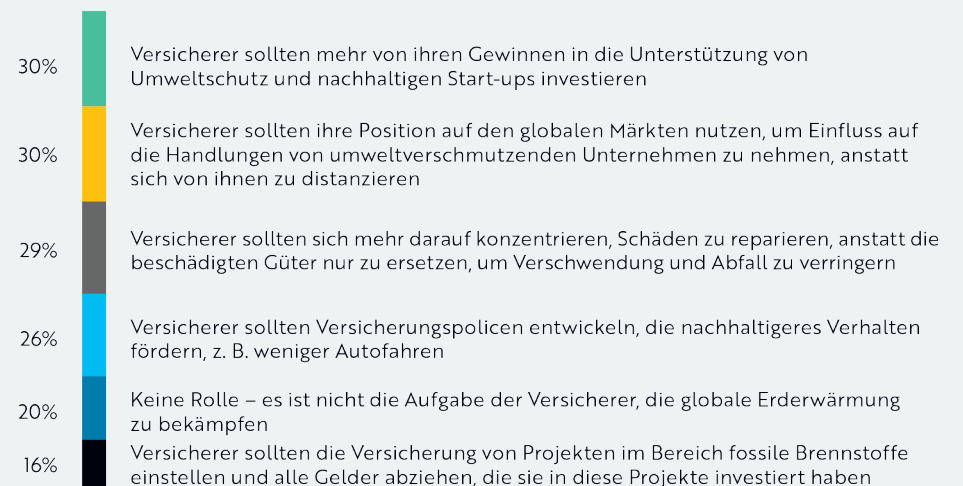 30%
Versicherer sollten mehr von ihren Gewinnen in die Unterstützung von
Umweltschutz und nachhaltigen Start-ups investieren
30%
Versicherer sollten ihre Position auf den globalen Märkten nutzen, um Einfluss auf
die Handlungen von umweltverschmutzenden Unternehmen zu nehmen, anstatt
sich von ihnen zu distanzieren
29%
Versicherer sollten sich mehr darauf konzentrieren, Schäden zu reparieren, anstatt die
beschädigten Güter nur zu ersetzen, um Verschwendung und Abfall zu verringern
26%
Versicherer sollten Versicherungspolicen entwickeln, die nachhaltigeres Verhalten
fördern, z. B. weniger Autofahren
20%
Keine Rolle – es ist nicht die Aufgabe der Versicherer, die globale Erderwärmung
zu bekämpfen
16%
Versicherer sollten die Versicherung von Projekten im Bereich fossile Brennstoffe
einstellen und alle Gelder abziehen, die sie in diese Projekte investiert haben